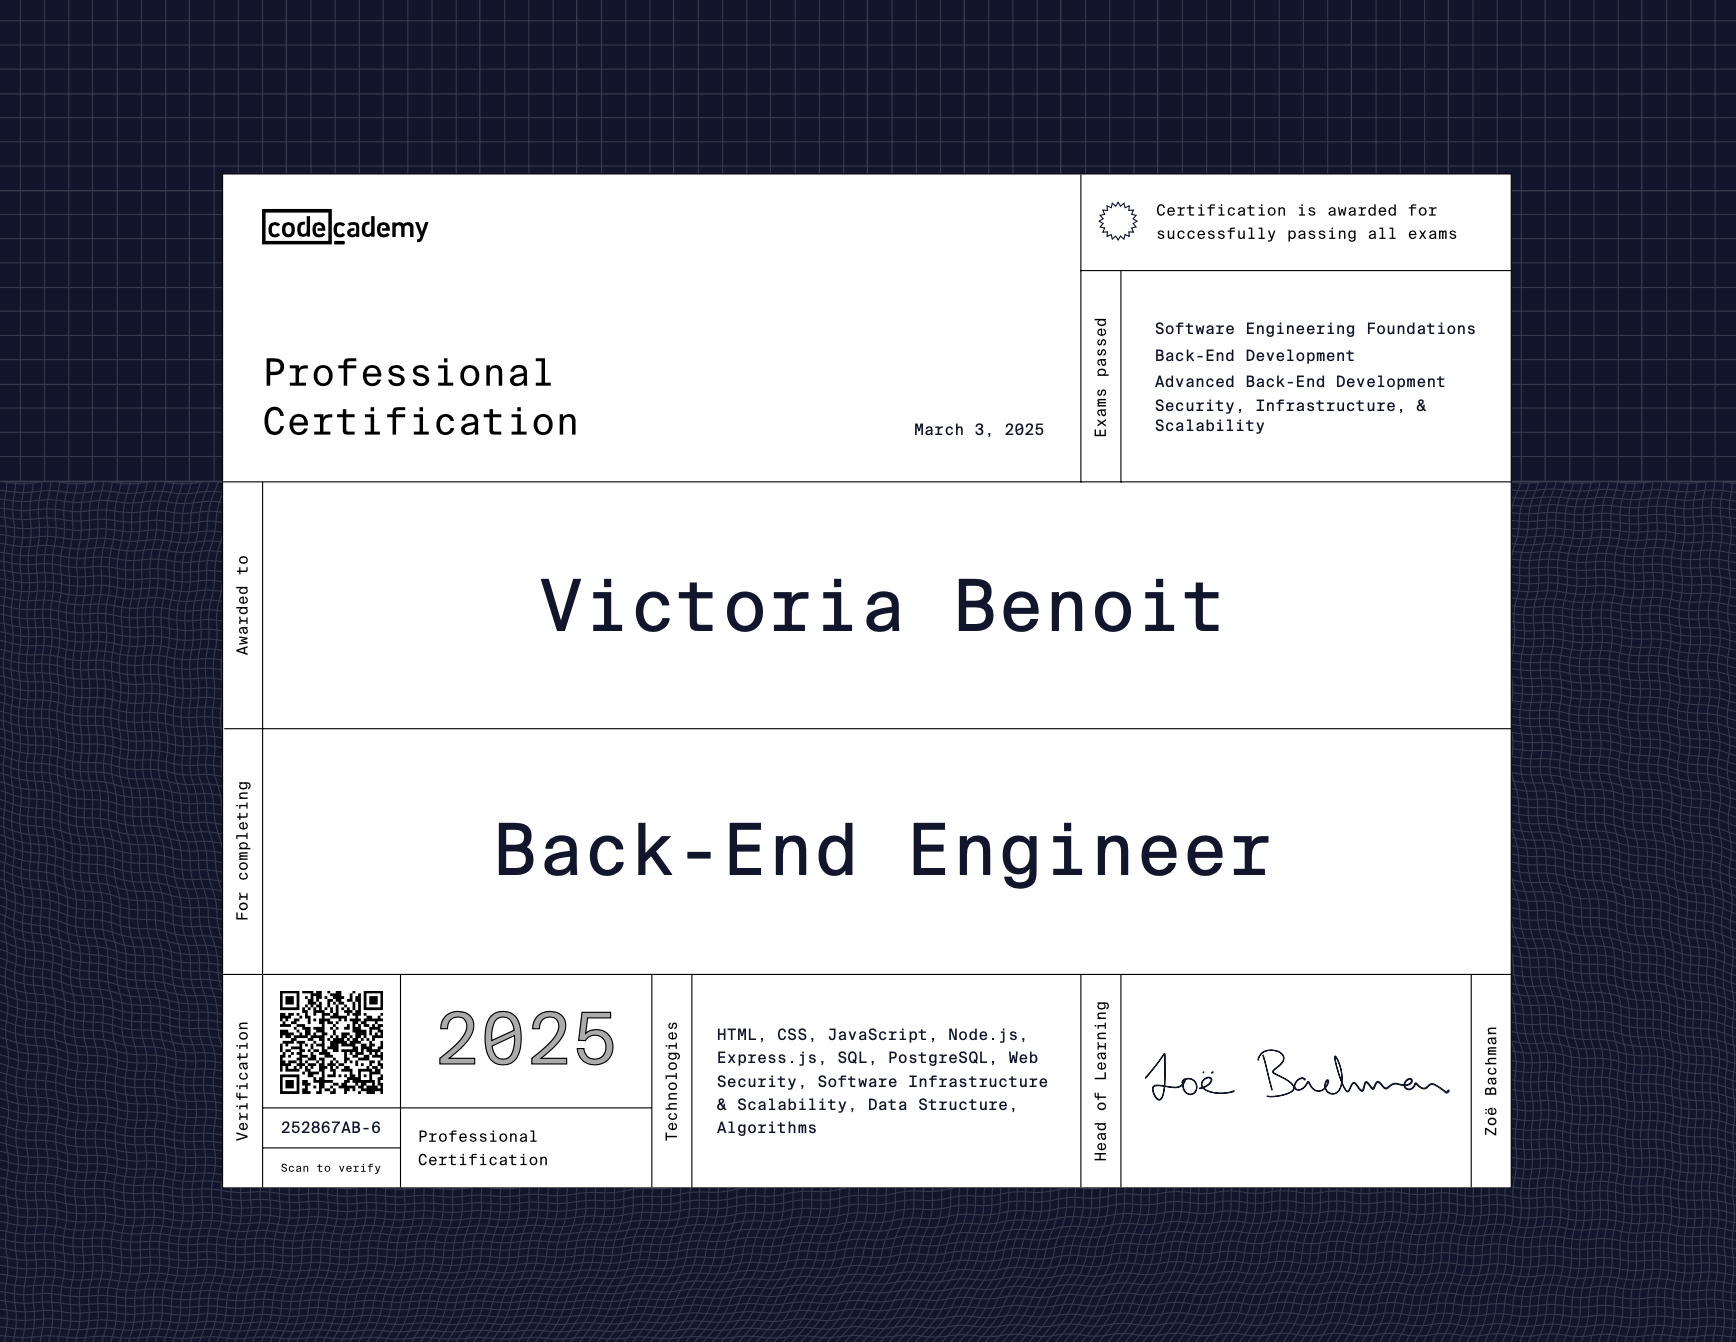 codecademy
Professional
Certification
March 3, 2025
Certification is awarded for
successfully passing all exams
Exams passed
Software Engineering Foundations
Back-End Development
Advanced Back-End Development
Security, Infrastructure, &
Scalability
Awarded to
Victoria Benoit
For completing
Back-End Engineer
Verification
252867AB-6
Scan to verify
2025
Professional
Certification
Technologies
HTML, CSS, JavaScript, Node.js,
Express.js, SQL, PostgreSQL, Web
Security, Software Infrastructure
& Scalability, Data Structure,
Algorithms
Head of Learning
Zoë Bachman
Zoë Bachman